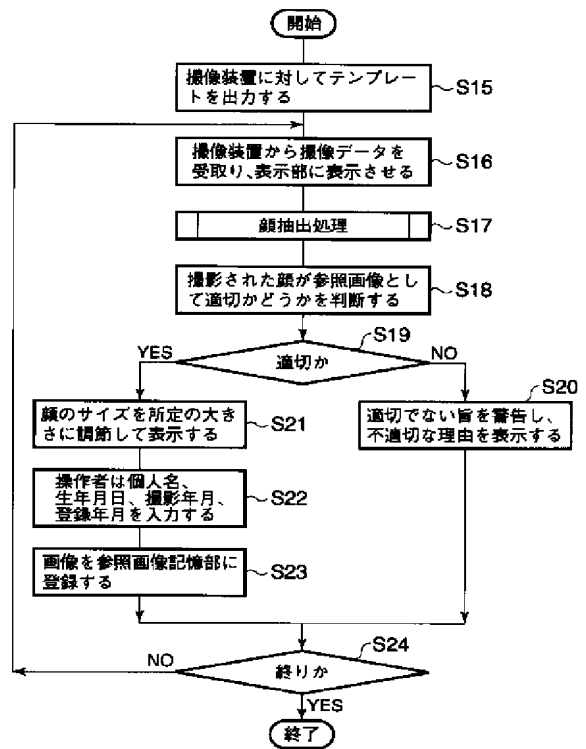 開始
撮像装置に対してテンプレー
トを出力する
S15
撮像装置から撮像データを
受取り、表示部に表示させる
S16
顔抽出処理
S17
撮影された顔が参照画像とし
て適切かどうかを判断する
S18
S19
YES
適切か
NO
S20
顔のサイズを所定の大き
さに調節して表示する
S21
適切でない旨を警告し、
不適切な理由を表示する
操作者は個人名、
生年月日、撮影年月、
登録年月を入力する
S22
画像を参照画像記憶部に
登録する
S23
S24
NO
終りか
YES
終了